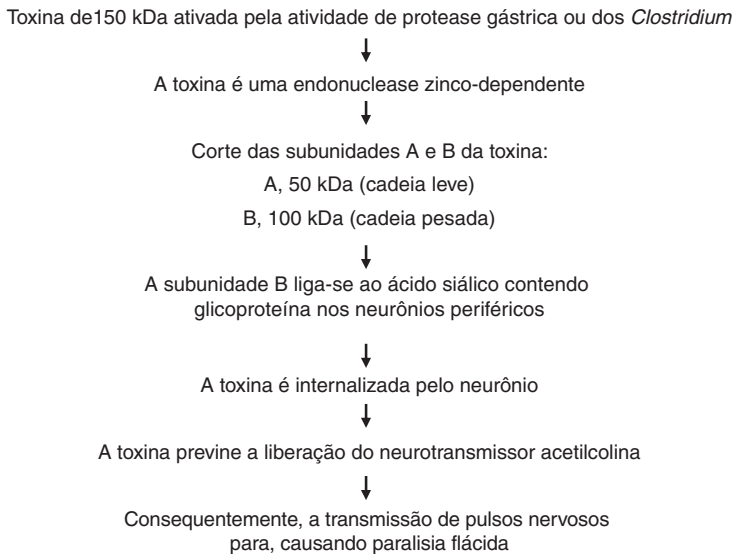 Toxina de150 kDa ativada pela atividade de protease gástrica ou dos Clostridium
A toxina é uma endonuclease zinco-dependente
Corte das subunidades A e B da toxina:
A, 50 kDa (cadeia leve)
B, 100 kDa (cadeia pesada)
A subunidade B liga-se ao ácido siálico contendo
glicoproteína nos neurônios periféricos
A toxina é internalizada pelo neurônio
A toxina previne a liberação do neurotransmissor acetilcolina
Consequentemente, a transmissão de pulsos nervosos
para, causando paralisia flácida